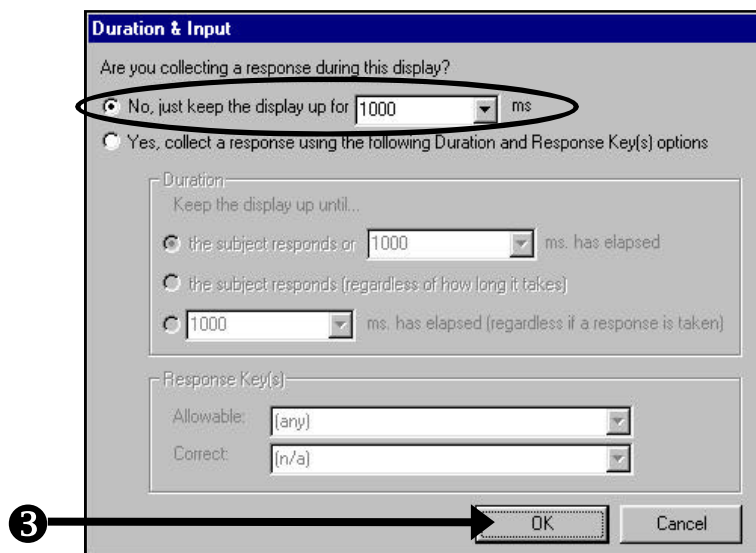 Duration & Input
Are you collecting a response during this display?
No, just keep the display up for 1000 ms
Yes, collect a response using the following Duration and Response Key(s) options
Duration
Keep the display up until...
the subject responds or 1000 ms. has elapsed
the subject responds (regardless of how long it takes)
1000 ms. has elapsed (regardless if a response is taken)
Response Key(s)
Allowable: (any)
Correct: (n/a)
❸ OK Cancel